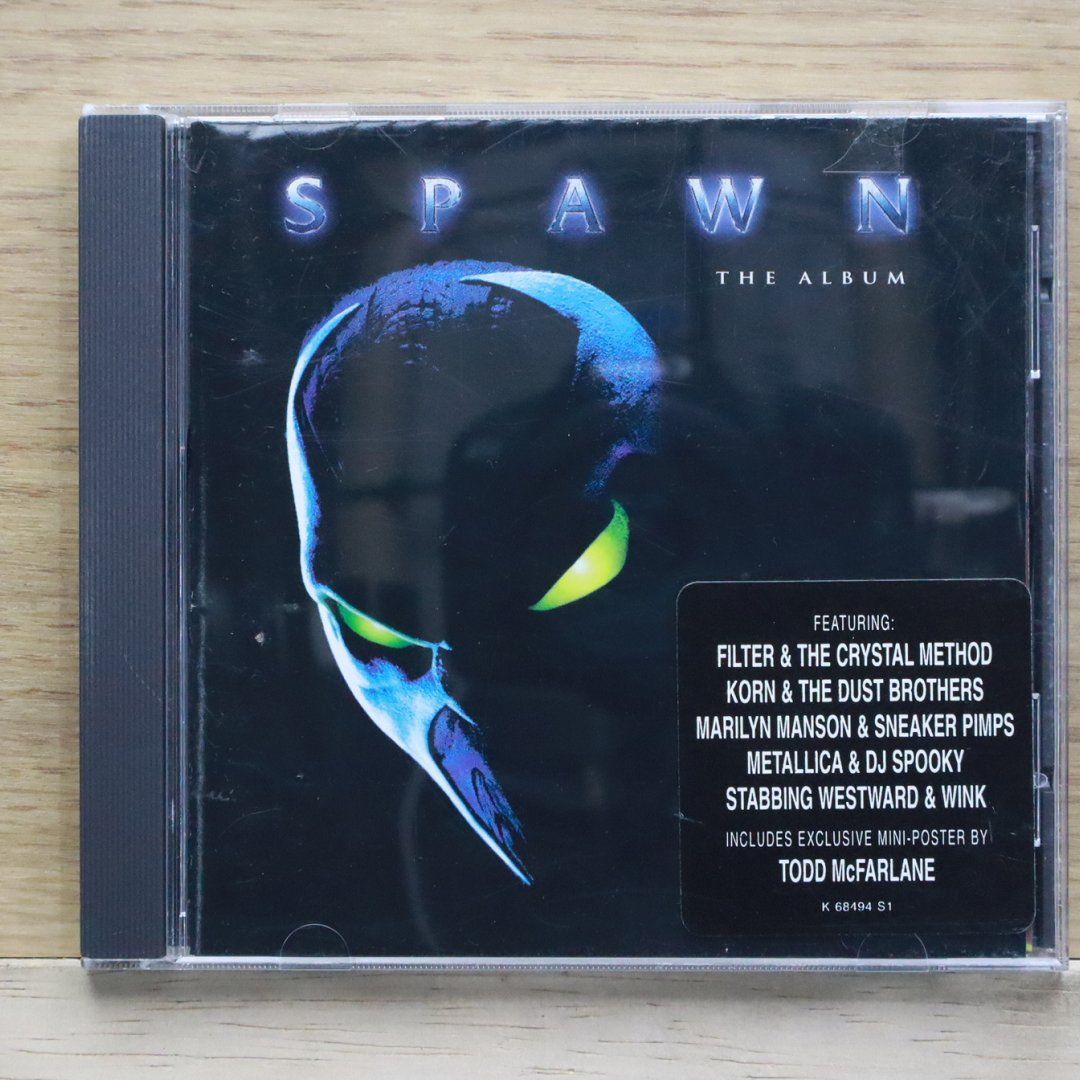 SPAWN
THE ALBUM
FEATURING:
FILTER & THE CRYSTAL METHOD
KORN & THE DUST BROTHERS
MARILYN MANSON & SNEAKER PIMPS
METALLICA & DJ SPOOKY
STABBING WESTWARD & WINK
INCLUDES EXCLUSIVE MINI-POSTER BY
TODD McFARLANE
K 68494 S1